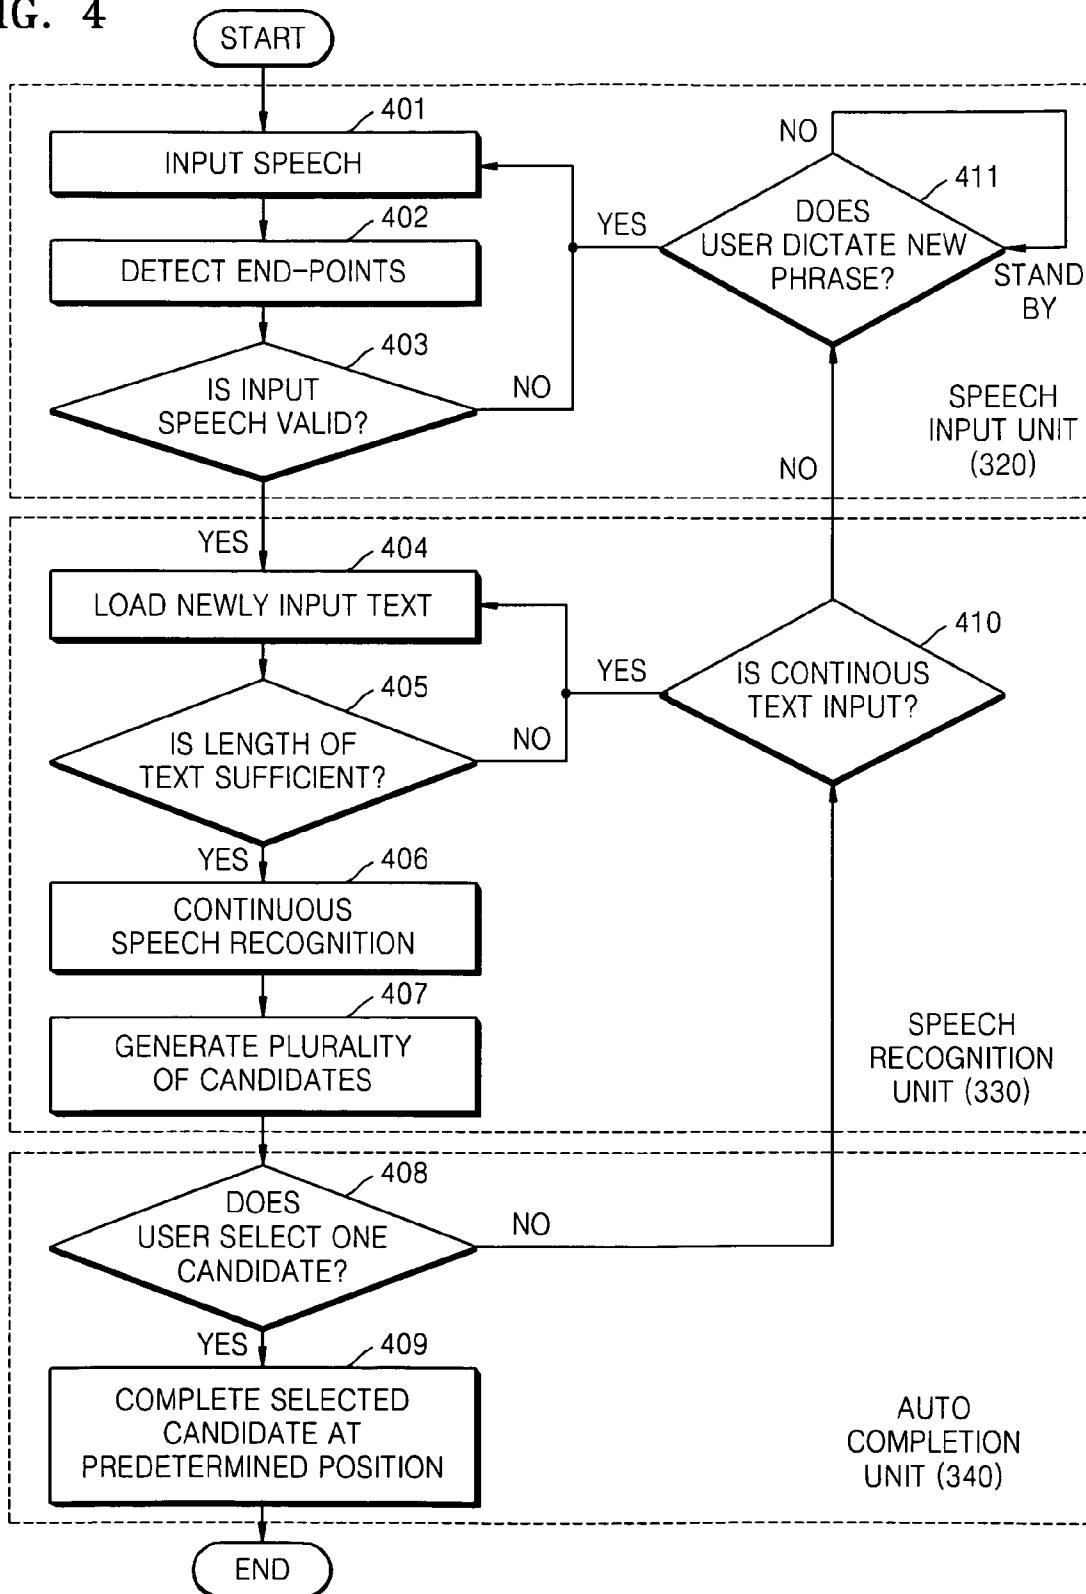 IG. 4
START
401
INPUT SPEECH
402
DETECT END-POINTS
403
IS INPUT
SPEECH VALID?
NO
YES
NO
411
DOES
USER DICTATE NEW
PHRASE?
STAND
BY
SPEECH
INPUT UNIT
(320)
NO
YES
404
LOAD NEWLY INPUT TEXT
405
IS LENGTH OF
TEXT SUFFICIENT?
NO
YES
410
IS CONTINOUS
TEXT INPUT?
YES
406
CONTINUOUS
SPEECH RECOGNITION
407
GENERATE PLURALITY
OF CANDIDATES
SPEECH
RECOGNITION
UNIT (330)
408
DOES
USER SELECT ONE
CANDIDATE?
NO
YES
409
COMPLETE SELECTED
CANDIDATE AT
PREDETERMINED POSITION
AUTO
COMPLETION
UNIT (340)
END